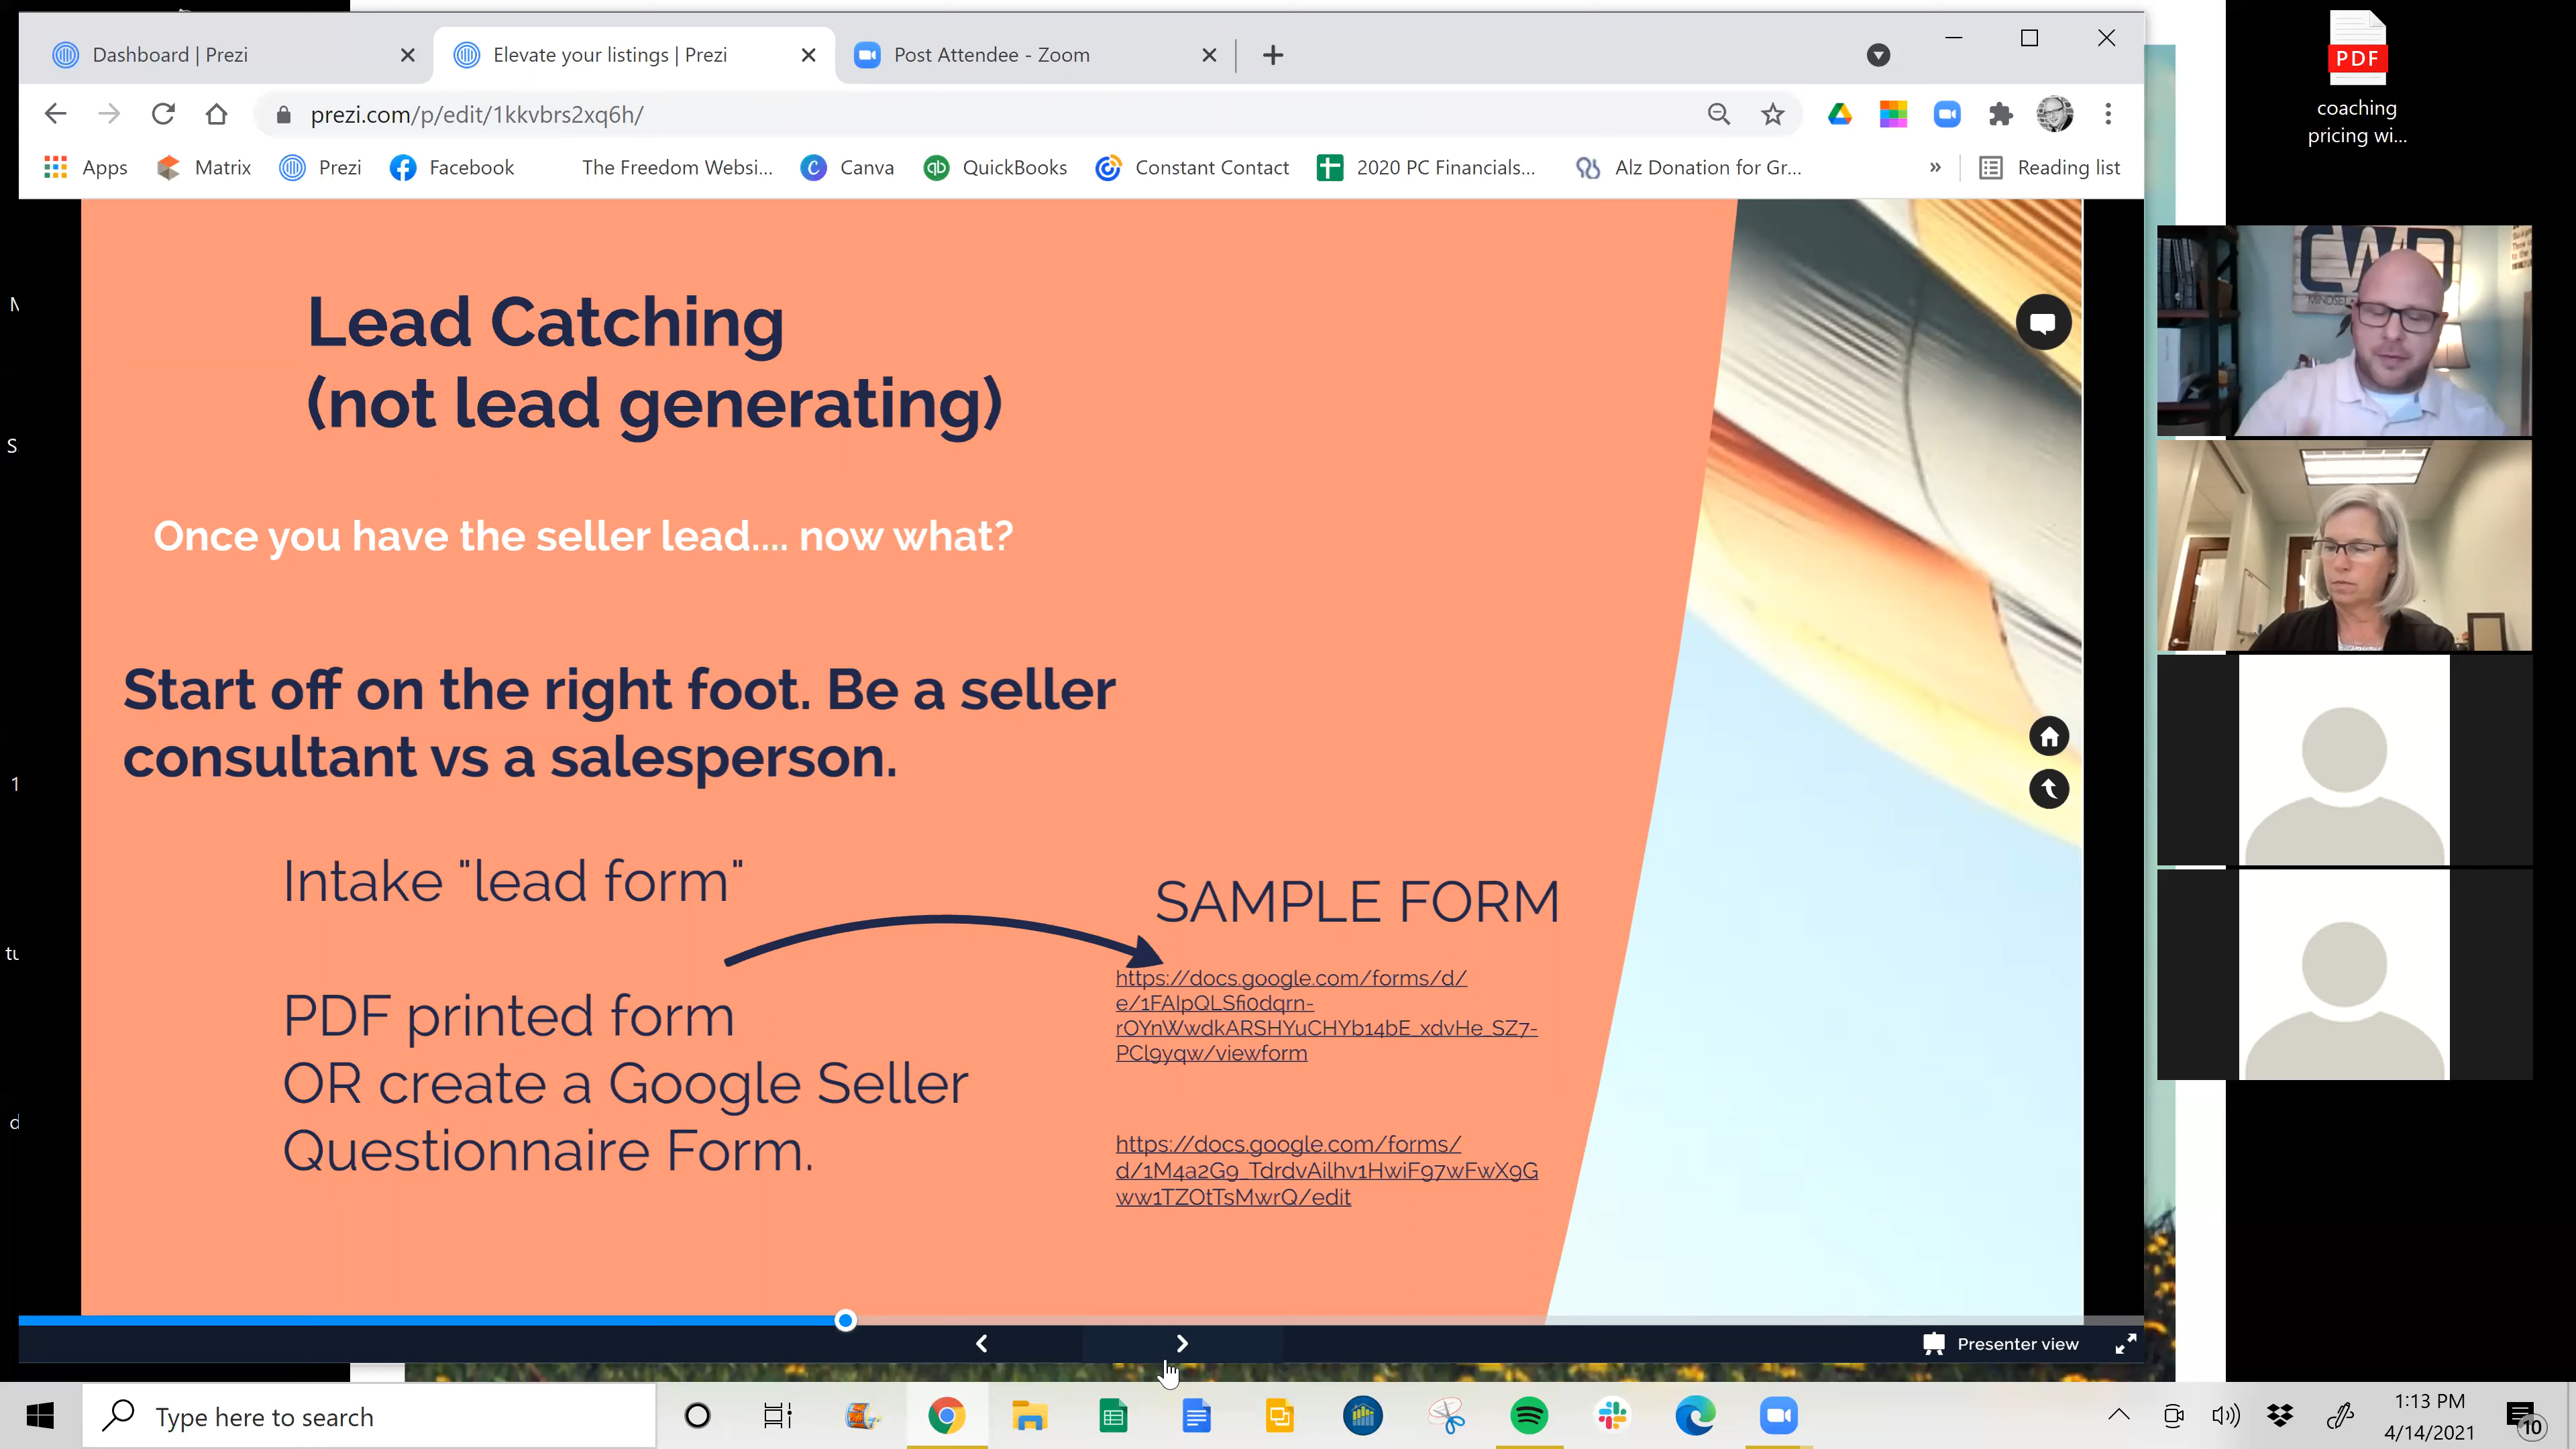 Dashboard | Prezi
Elevate your listings | Prezi
Post Attendee - Zoom
prezi.com/p/edit/1kkvbrs2xq6h/
Apps
Matrix
Prezi
Facebook
The Freedom Websi...
Canva
QuickBooks
Constant Contact
2020 PC Financials...
Alz Donation for Gr...
»
Reading list
PDF
coaching
pricing wi...
Lead Catching
(not lead generating)
Once you have the seller lead.... now what?
Start off on the right foot. Be a seller
consultant vs a salesperson.
Intake "lead form"
PDF printed form
OR create a Google Seller
Questionnaire Form.
SAMPLE FORM
https://docs.google.com/forms/d/
e/1FAIpQLSfi0dqrn-
rOYnWwdkARSHYuCHYb14bE_xdvHe_SZ7-
PCl9yqw/viewform
https://docs.google.com/forms/
d/1M4a2G9_TdrdvAilhv1HwiF97wFwX9G
ww1TZOtTsMwrQ/edit
CWD
MINDSET
Presenter view
Type here to search
1:13 PM
4/14/2021
10